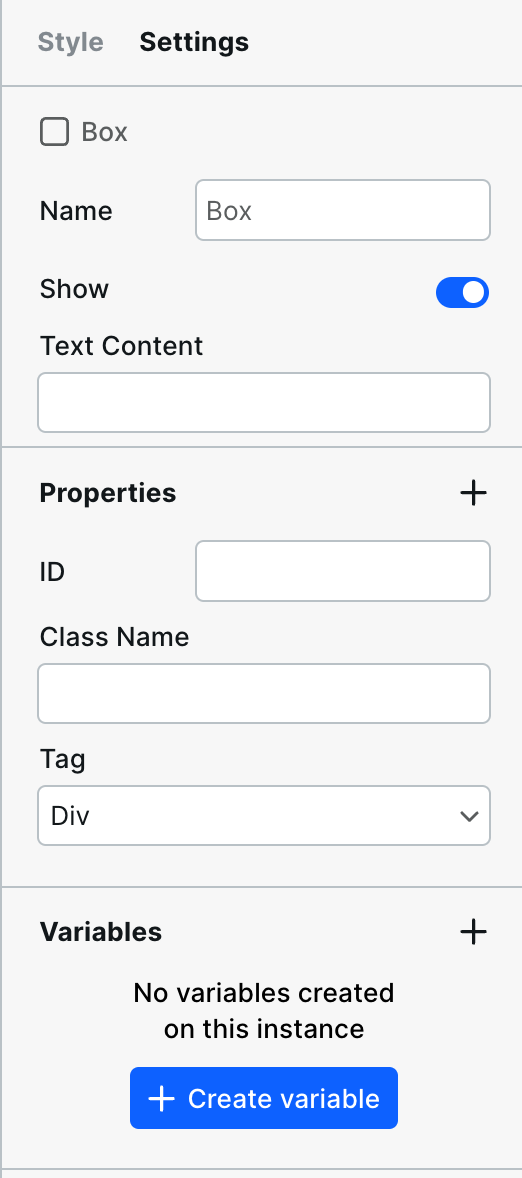 Style Settings
Box
Name Box
Show
Text Content
Properties
ID
Class Name
Tag
Div
Variables
No variables created
on this instance
Create variable